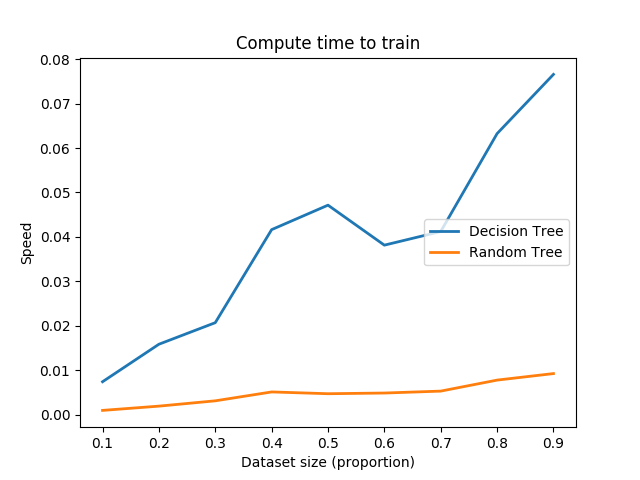 Compute time to train
0.08
0.07
0.06
0.05
0.04
0.03
0.02
0.01
0.00
Speed
Decision Tree
Random Tree
0.1 0.2 0.3 0.4 0.5 0.6 0.7 0.8 0.9
Dataset size (proportion)